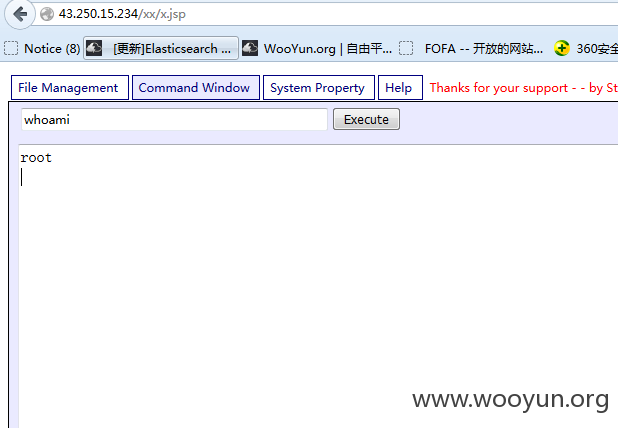 43.250.15.234/xx/x.jsp
Notice (8) [更新]Elasticsearch ... WooYun.org | 自由平... FOFA -- 开放的网站... 360安全
File Management Command Window System Property Help Thanks for your support - - by St
whoami Execute
root
www.wooyun.org